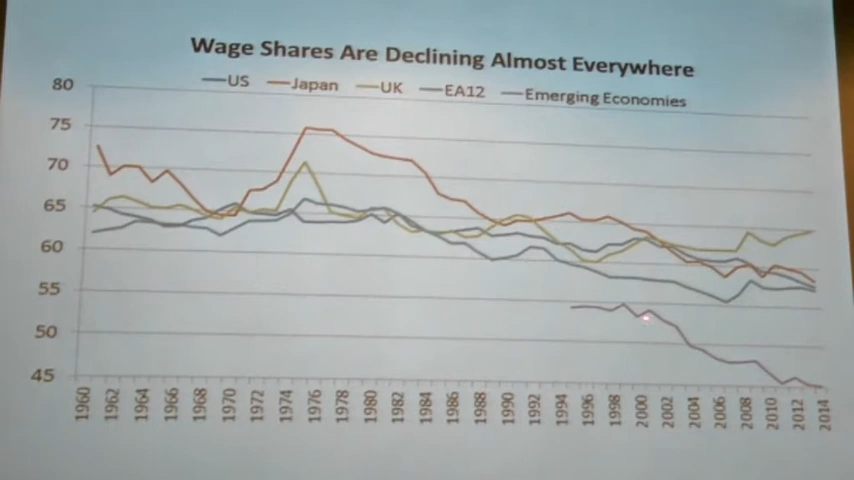 Wage Shares Are Declining Almost Everywhere
US Japan UK EA12 Emerging Economies
80
75
70
65
60
55
50
45
1960 1962 1964 1966 1968 1970 1972 1974 1976 1978 1980 1982 1984 1986 1988 1990 1992 1994 1996 1998 2000 2002 2004 2006 2008 2010 2012 2014